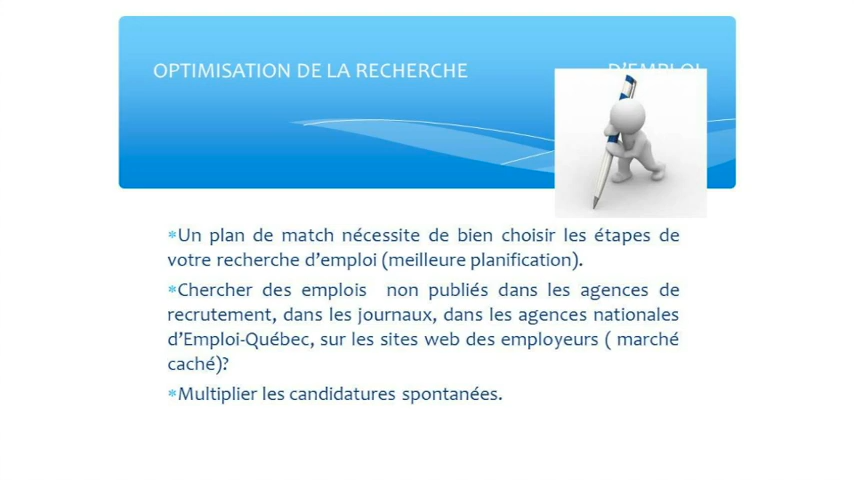 OPTIMISATION DE LA RECHERCHE D'EMPLOI
*Un plan de match nécessite de bien choisir les étapes de
votre recherche d'emploi (meilleure planification).
*Chercher des emplois non publiés dans les agences de
recrutement, dans les journaux, dans les agences nationales
d'Emploi-Québec, sur les sites web des employeurs ( marché
caché)?
*Multiplier les candidatures spontanées.